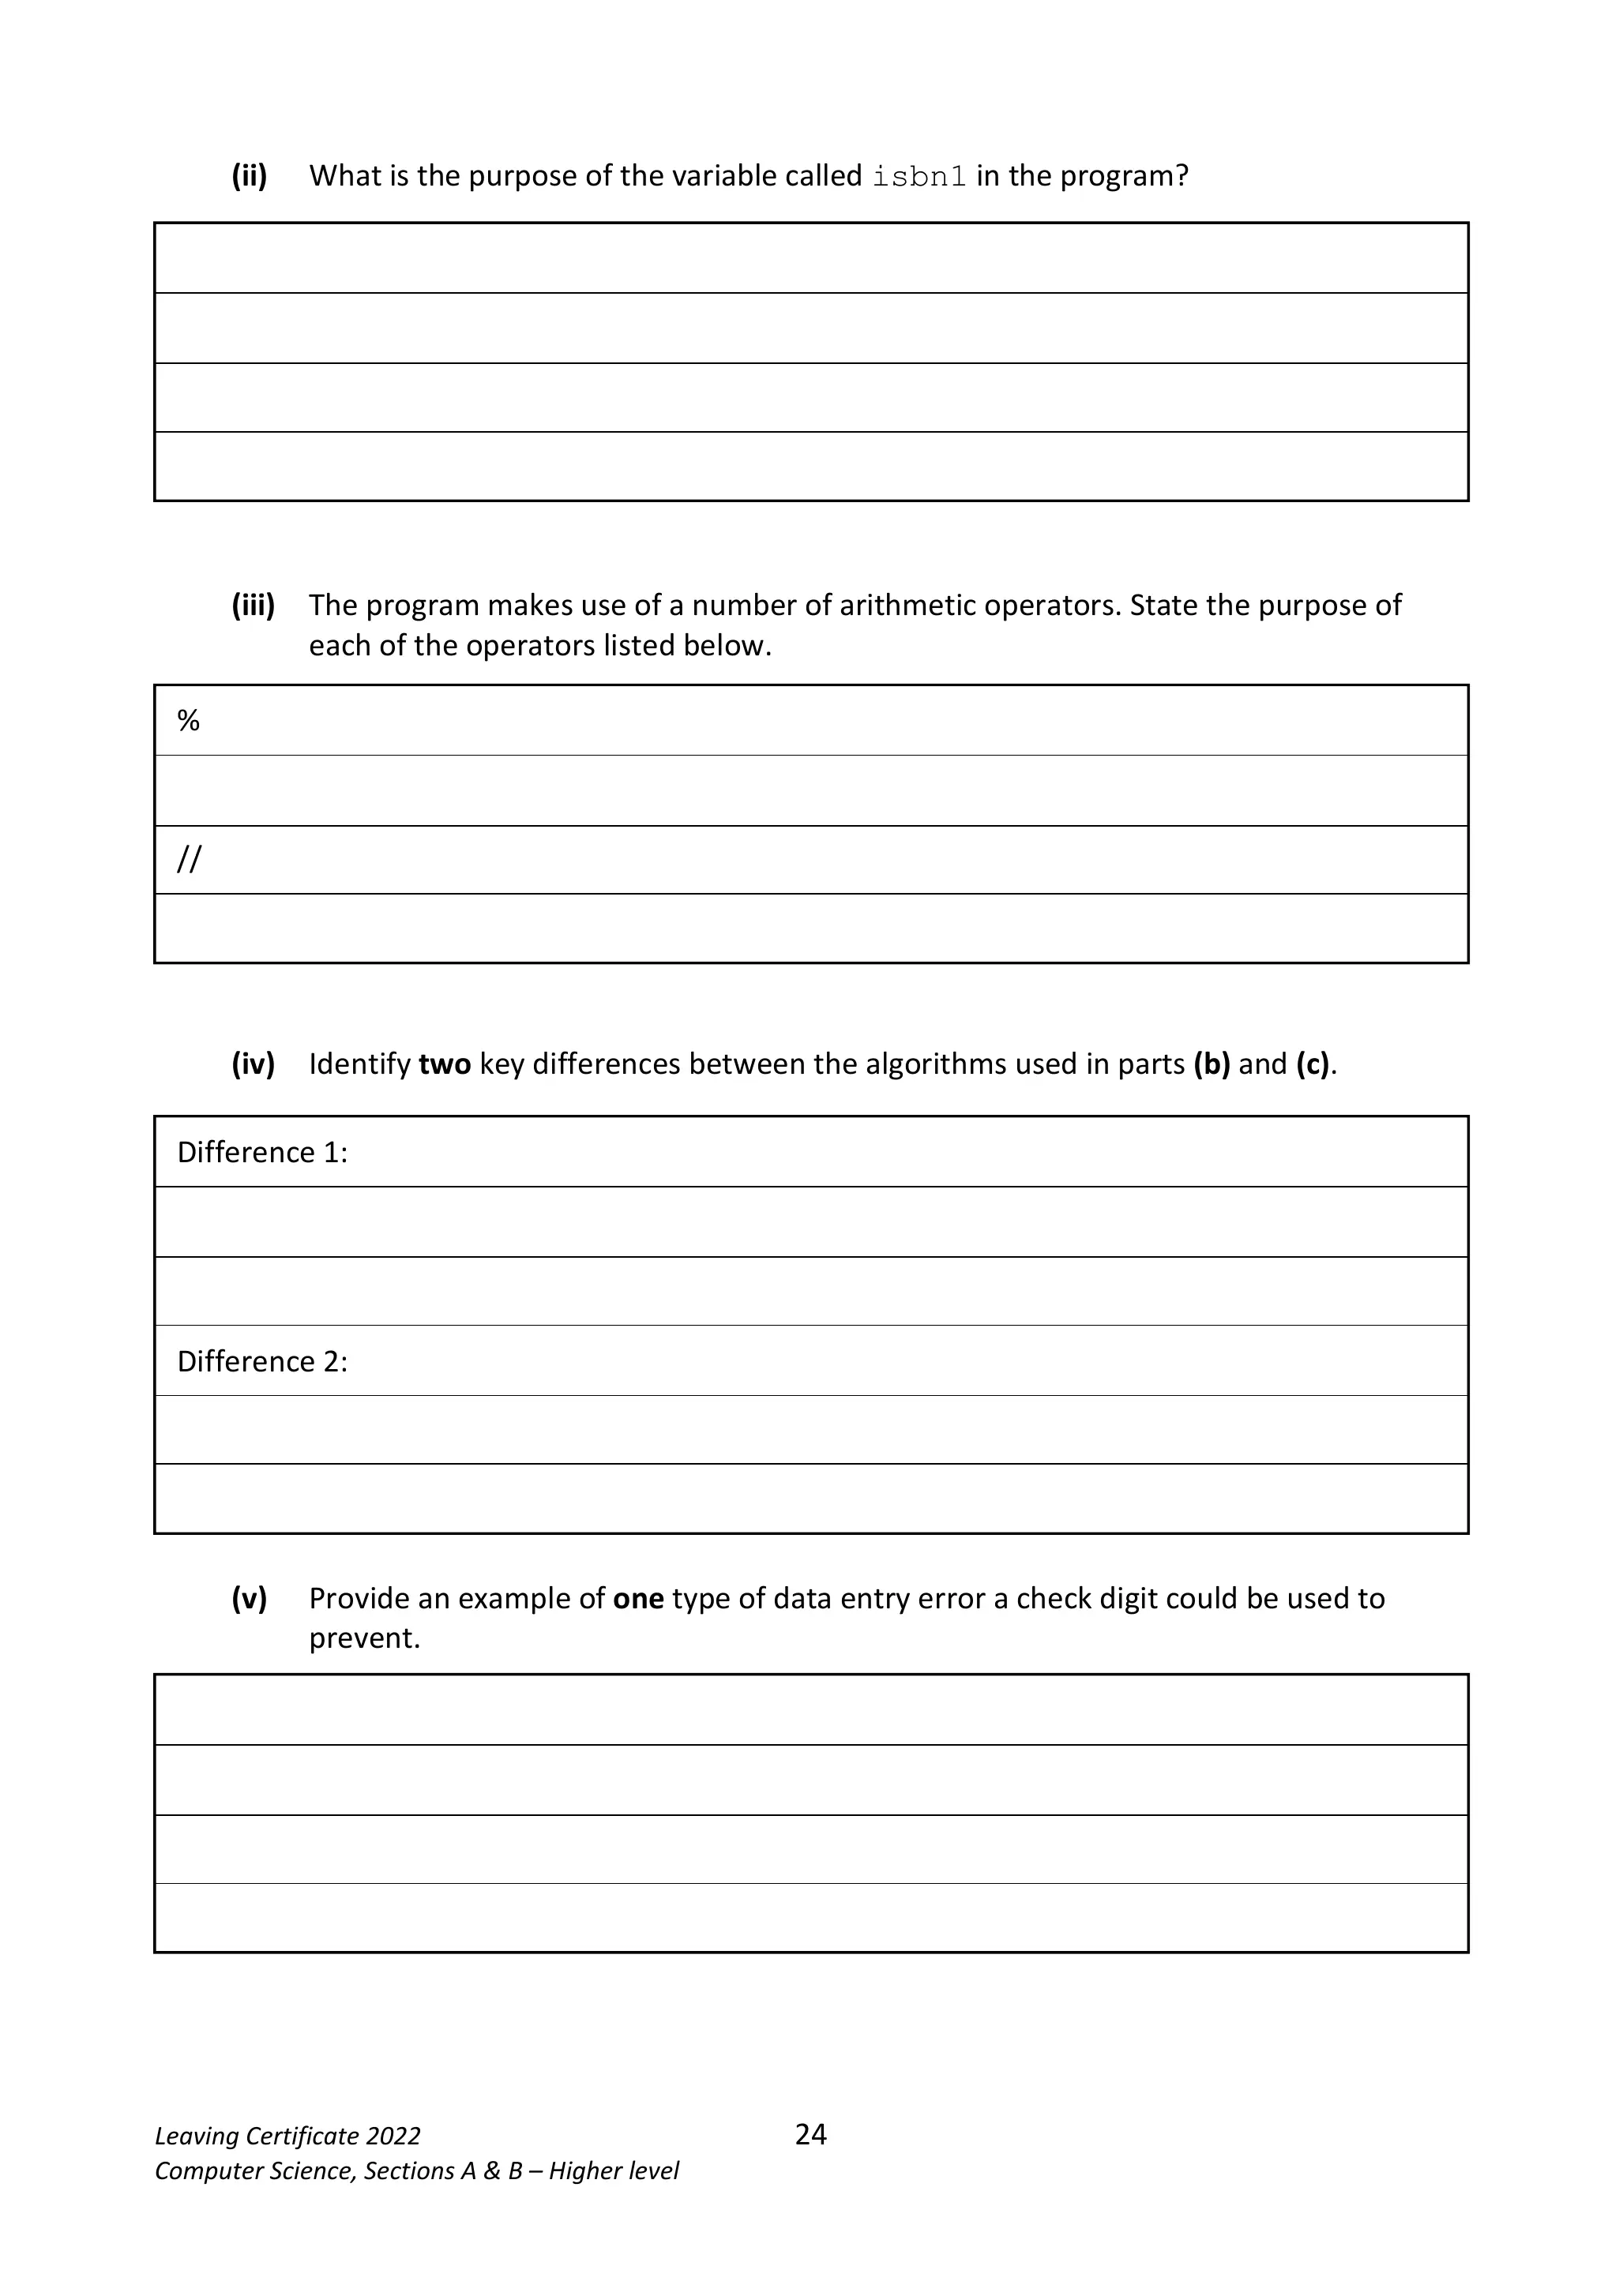 (ii) What is the purpose of the variable called isbn1 in the program?
(iii) The program makes use of a number of arithmetic operators. State the purpose of
each of the operators listed below.
%
//
(iv) Identify two key differences between the algorithms used in parts (b) and (c).
Difference 1:
Difference 2:
(v) Provide an example of one type of data entry error a check digit could be used to
prevent.
Leaving Certificate 2022 24
Computer Science, Sections A & B – Higher level